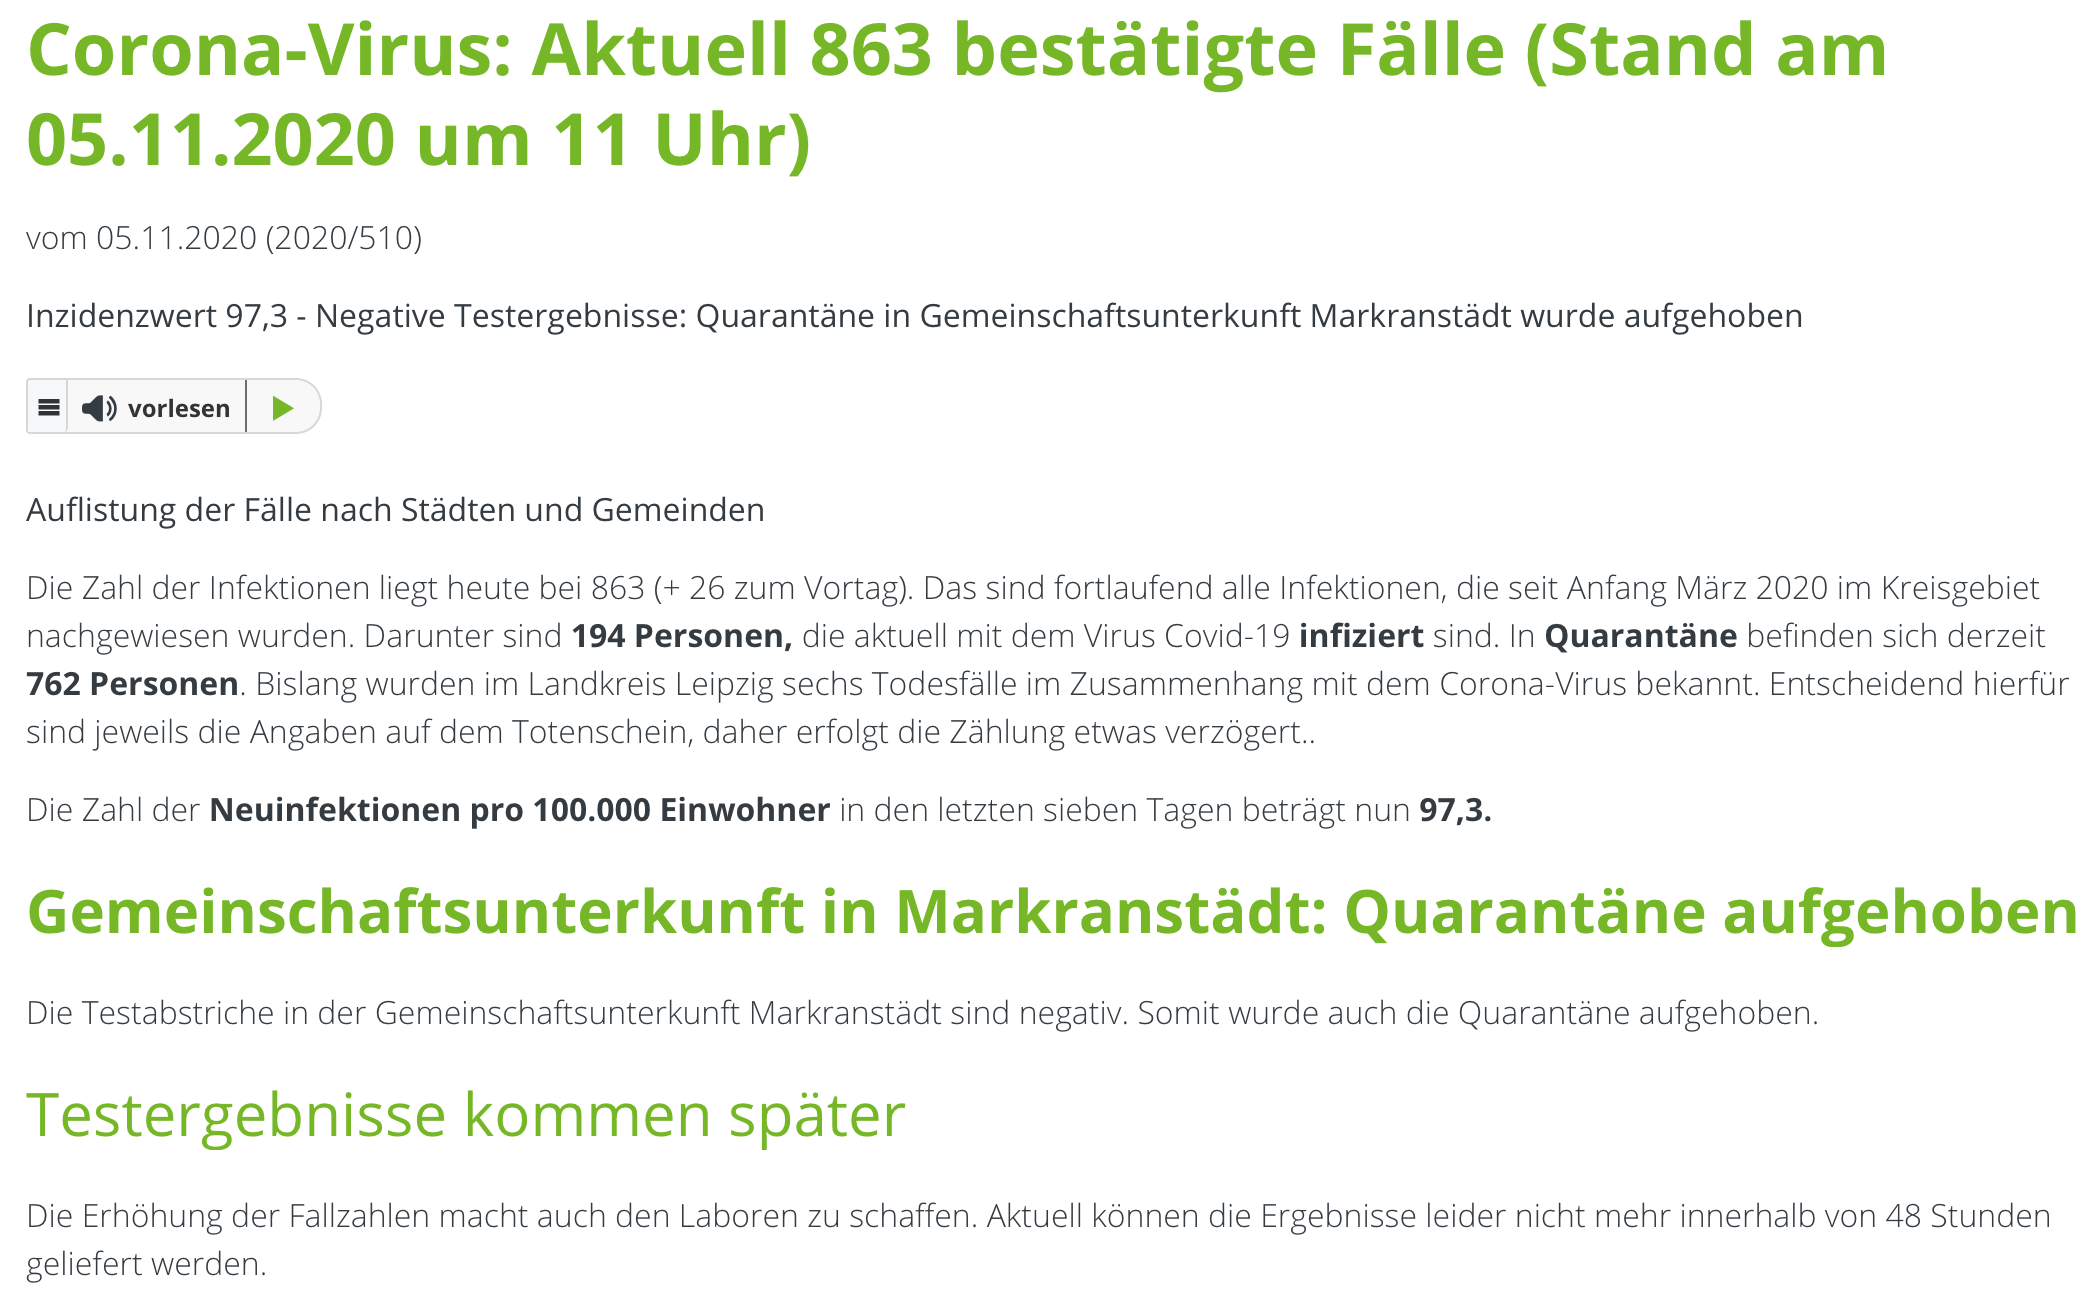 Corona-Virus: Aktuell 863 bestätigte Fälle (Stand am
05.11.2020 um 11 Uhr)
vom 05.11.2020 (2020/510)
Inzidenzwert 97,3 - Negative Testergebnisse: Quarantäne in Gemeinschaftsunterkunft Markranstädt wurde aufgehoben
vorlesen
Auflistung der Fälle nach Städten und Gemeinden
Die Zahl der Infektionen liegt heute bei 863 (+ 26 zum Vortag). Das sind fortlaufend alle Infektionen, die seit Anfang März 2020 im Kreisgebiet
nachgewiesen wurden. Darunter sind 194 Personen, die aktuell mit dem Virus Covid-19 infiziert sind. In Quarantäne befinden sich derzeit
762 Personen. Bislang wurden im Landkreis Leipzig sechs Todesfälle im Zusammenhang mit dem Corona-Virus bekannt. Entscheidend hierfür
sind jeweils die Angaben auf dem Totenschein, daher erfolgt die Zählung etwas verzögert..
Die Zahl der Neuinfektionen pro 100.000 Einwohner in den letzten sieben Tagen beträgt nun 97,3.
Gemeinschaftsunterkunft in Markranstädt: Quarantäne aufgehoben
Die Testabstriche in der Gemeinschaftsunterkunft Markranstädt sind negativ. Somit wurde auch die Quarantäne aufgehoben.
Testergebnisse kommen später
Die Erhöhung der Fallzahlen macht auch den Laboren zu schaffen. Aktuell können die Ergebnisse leider nicht mehr innerhalb von 48 Stunden
geliefert werden.